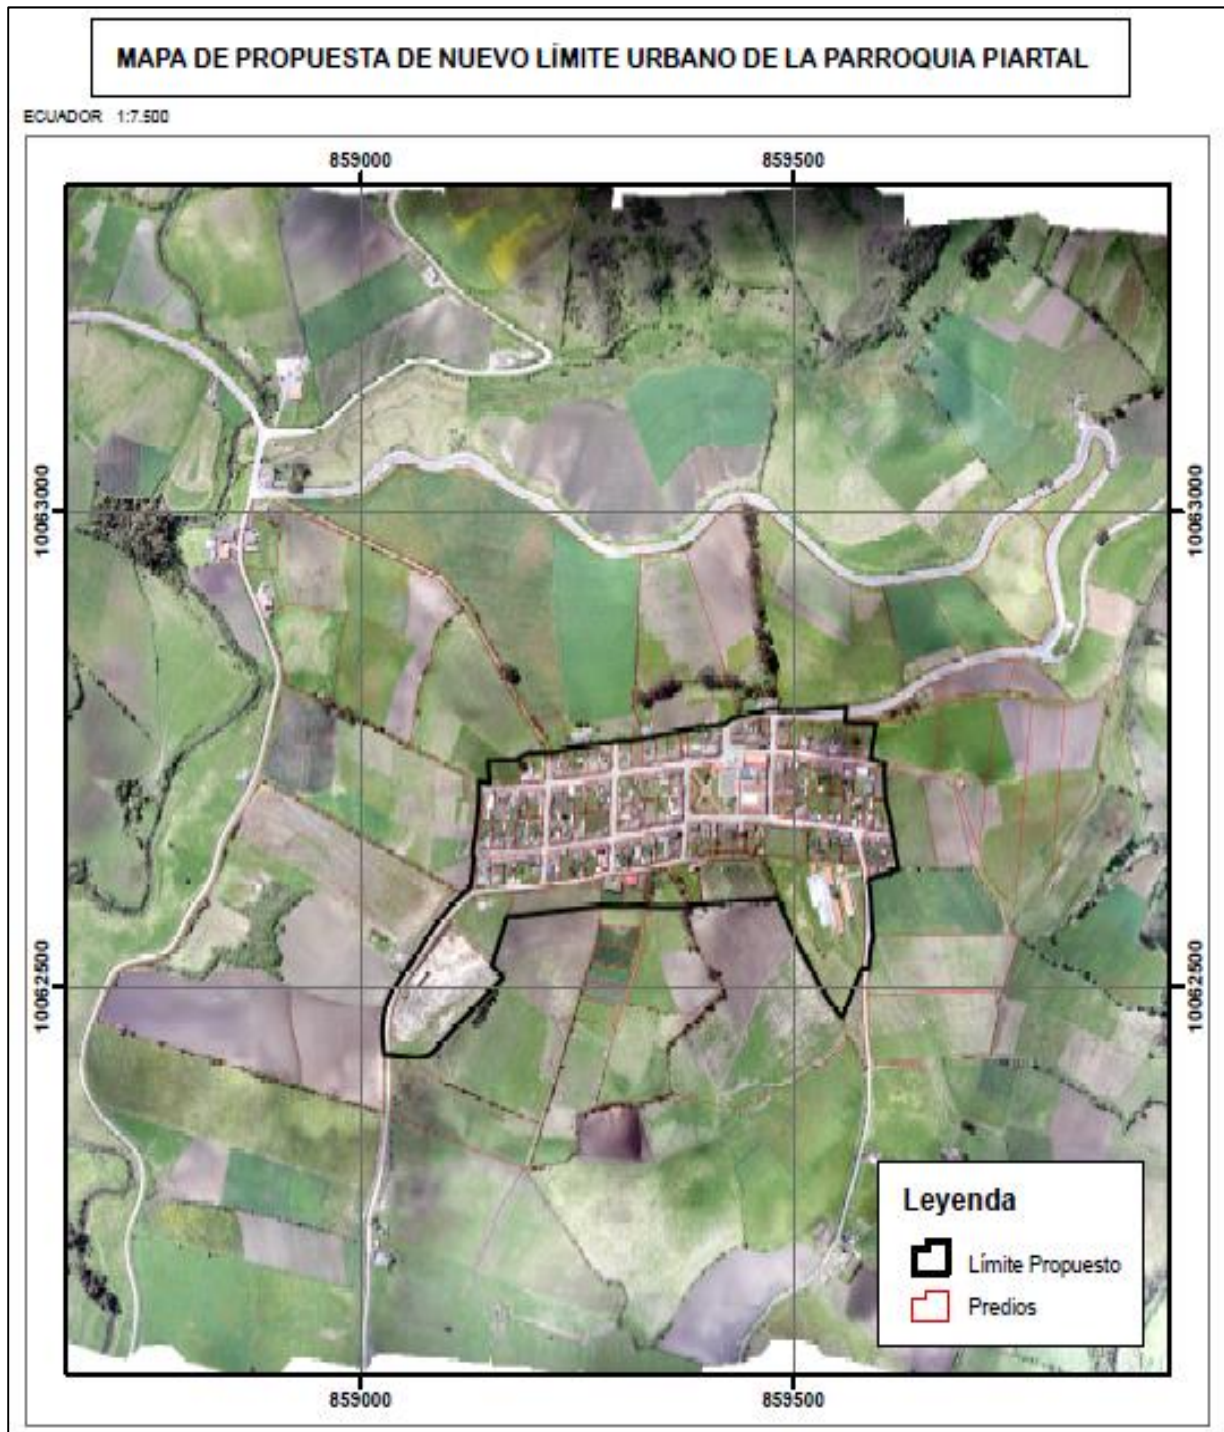 MAPA DE PROPUESTA DE NUEVO LÍMITE URBANO DE LA PARROQUIA PIARTAL
ECUADOR 1:7.500
859000
859500
10063000
10063000
10062500
10062500
Leyenda
Límite Propuesto
Predios
859000
859500